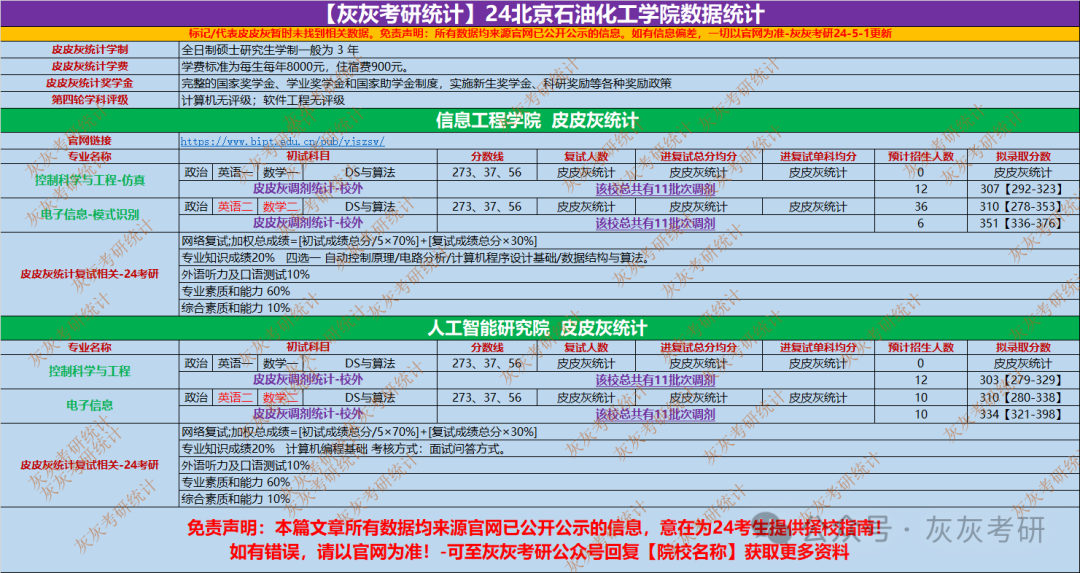 【灰灰考研统计】24北京石油化工学院数据统计
标记/代表皮皮灰暂时未找到相关数据。免责声明：所有数据均来源官网已公开公示的信息。如有信息偏差，一切以官网为准-灰灰考研24-5-1更新
皮皮灰统计学制 全日制硕士研究生学制一般为 3 年
皮皮灰统计学费 学费标准为每生每年8000元，住宿费900元。
皮皮灰统计奖学金 完整的国家奖学金、学业奖学金和国家助学金制度，实施新生奖学金、科研奖励等各种奖励政策
第四轮学科评级 计算机无评级；软件工程无评级
信息工程学院 皮皮灰统计
官网链接 https://www.bipt.edu.cn/pub/yjszsw/
专业名称 初试科目 分数线 复试人数 进复试总分均分 进复试单科均分 预计招生人数 拟录取分数
控制科学与工程-仿真 政治 英语一 数学一 DS与算法 273、37、56 皮皮灰统计 皮皮灰统计 皮皮灰统计 0 皮皮灰统计
皮皮灰调剂统计-校外 该校总共有11批次调剂 12 307【292-323】
电子信息-模式识别 政治 英语二 数学二 DS与算法 273、37、56 皮皮灰统计 皮皮灰统计 皮皮灰统计 36 310【278-353】
皮皮灰调剂统计-校外 该校总共有11批次调剂 6 351【336-376】
皮皮灰统计复试相关-24考研 网络复试;加权总成绩=[初试成绩总分/5×70%]+[复试成绩总分×30%]
专业知识成绩20% 四选一 自动控制原理/电路分析/计算机程序设计基础/数据结构与算法。
外语听力及口语测试10%
专业素质和能力 60%
综合素质和能力 10%
人工智能研究院 皮皮灰统计
专业名称 初试科目 分数线 复试人数 进复试总分均分 进复试单科均分 预计招生人数 拟录取分数
控制科学与工程 政治 英语一 数学一 DS与算法 273、37、56 皮皮灰统计 皮皮灰统计 皮皮灰统计 0 皮皮灰统计
皮皮灰调剂统计-校外 该校总共有11批次调剂 12 303【279-329】
电子信息 政治 英语二 数学二 DS与算法 273、37、56 皮皮灰统计 皮皮灰统计 皮皮灰统计 10 310【280-338】
皮皮灰调剂统计-校外 该校总共有11批次调剂 10 334【321-398】
皮皮灰统计复试相关-24考研 网络复试;加权总成绩=[初试成绩总分/5×70%]+[复试成绩总分×30%]
专业知识成绩20% 计算机编程基础 考核方式：面试问答方式。
外语听力及口语测试10%
专业素质和能力 60%
综合素质和能力 10%
免责声明：本篇文章所有数据均来源官网已公开公示的信息，意在为24考生提供择校指南！
如有错误，请以官网为准！-可至灰灰考研公众号回复【院校名称】获取更多资料
公众号 · 灰灰考研
灰灰考研统计